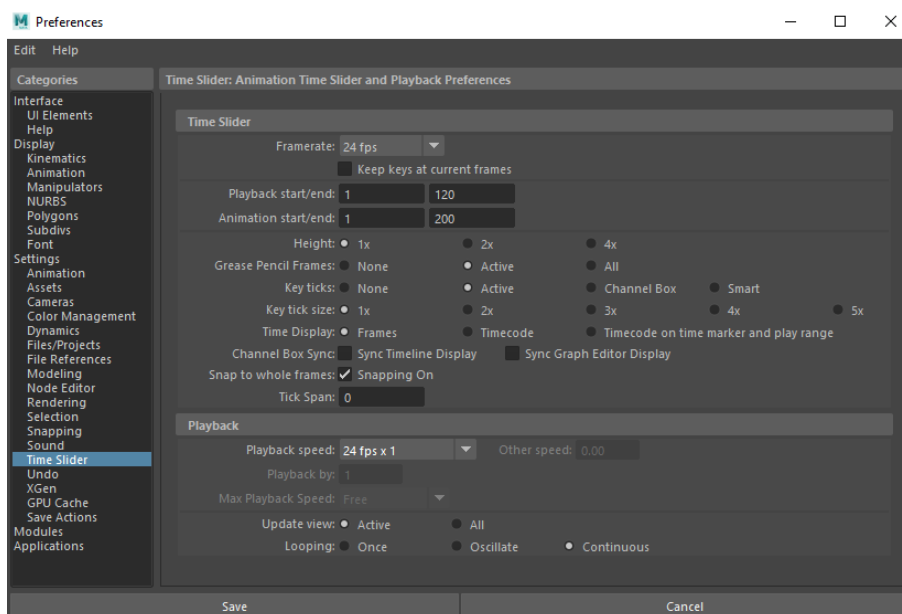 Preferences
Edit Help
Categories
Interface
UI Elements
Help
Display
Kinematics
Animation
Manipulators
NURBS
Polygons
Subdivs
Font
Settings
Animation
Assets
Cameras
Color Management
Dynamics
Files/Projects
File References
Modeling
Node Editor
Rendering
Selection
Snapping
Sound
Time Slider
Undo
XGen
GPU Cache
Save Actions
Modules
Applications
Time Slider: Animation Time Slider and Playback Preferences
Time Slider
Framerate: 24 fps
Keep keys at current frames
Playback start/end: 1 120
Animation start/end: 1 200
Height: 1x 2x 4x
Grease Pencil Frames: None Active All
Key ticks: None Active Channel Box Smart
Key tick size: 1x 2x 3x 4x 5x
Time Display: Frames Timecode Timecode on time marker and play range
Channel Box Sync: Sync Timeline Display Sync Graph Editor Display
Snap to whole frames: Snapping On
Tick Span: 0
Playback
Playback speed: 24 fps x 1 Other speed: 0.00
Playback by: 1
Max Playback Speed: Free
Update view: Active All
Looping: Once Oscillate Continuous
Save Cancel